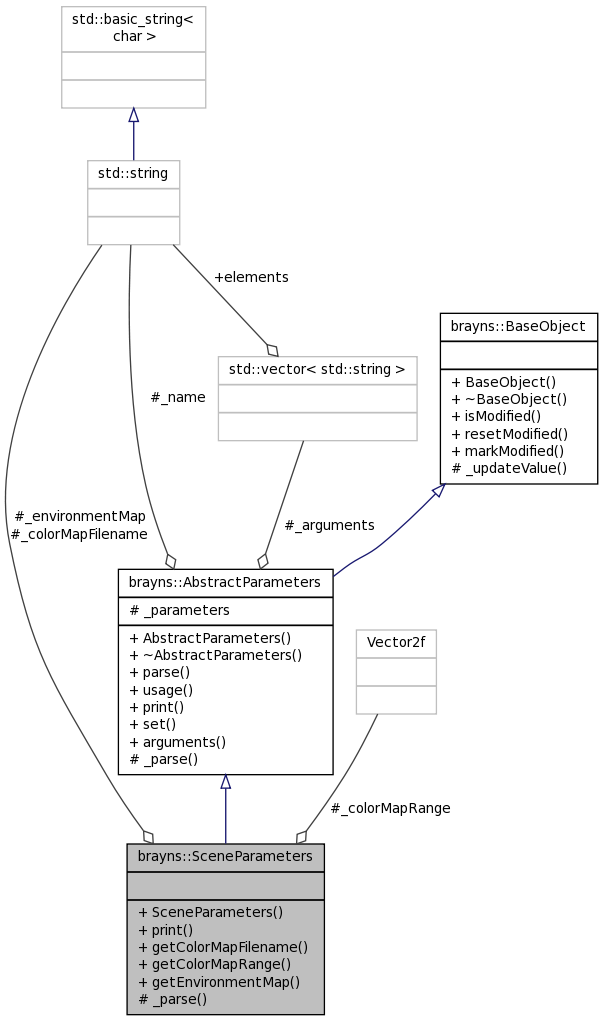 std::basic_string<
char >
std::string
+elements
brayns::BaseObject
+ BaseObject()
+ ~BaseObject()
+ isModified()
+ resetModified()
+ markModified()
# _updateValue()
std::vector< std::string >
#_name
#_environmentMap
#_colorMapFilename
#_arguments
brayns::AbstractParameters
# _parameters
+ AbstractParameters()
+ ~AbstractParameters()
+ parse()
+ usage()
+ print()
+ set()
+ arguments()
# _parse()
Vector2f
#_colorMapRange
brayns::SceneParameters
+ SceneParameters()
+ print()
+ getColorMapFilename()
+ getColorMapRange()
+ getEnvironmentMap()
# _parse()